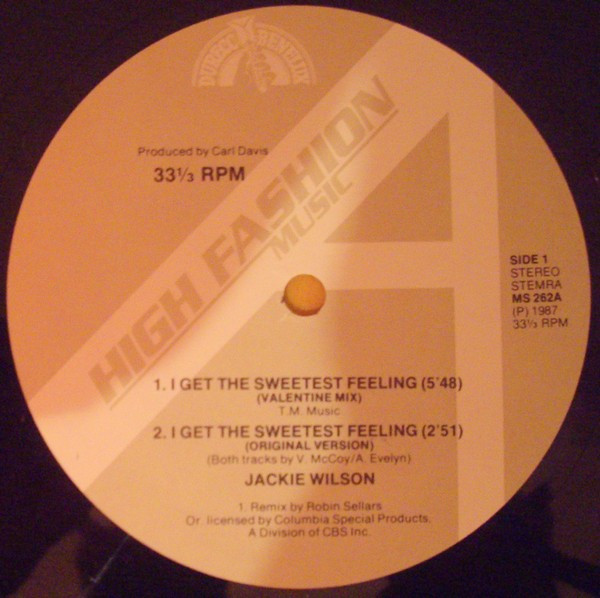 DURECO BENELUX
Produced by Carl Davis
33⅓ RPM
HIGH FASHION
MUSIC
A
SIDE 1
STEREO
STEMRA
MS 262A
(P) 1987
33⅓ RPM
1. I GET THE SWEETEST FEELING (5'48)
(VALENTINE MIX)
T.M. Music
2. I GET THE SWEETEST FEELING (2'51)
(ORIGINAL VERSION)
(Both tracks by V. McCoy/A. Evelyn)
JACKIE WILSON
1. Remix by Robin Sellars
Or. licensed by Columbia Special Products.
A Division of CBS Inc.